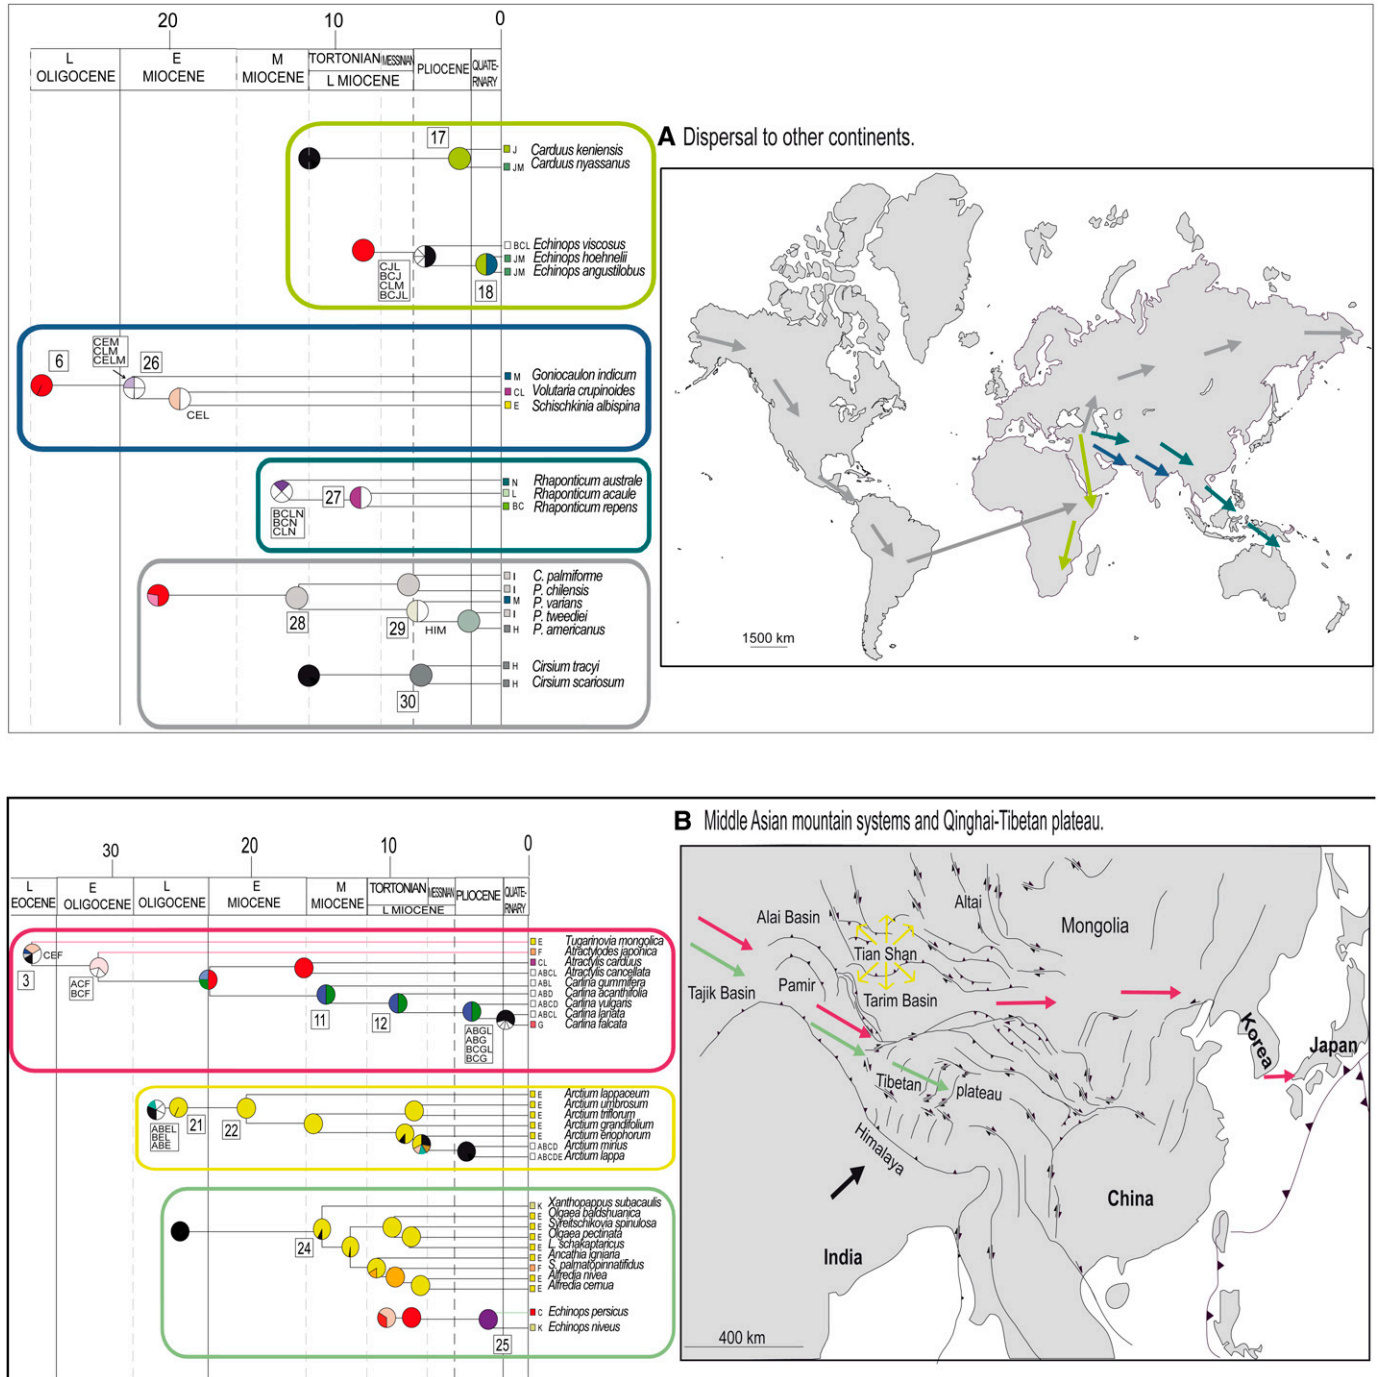 20
10
0
L
OLIGOCENE
E
MIOCENE
M
MIOCENE
TORTONIAN
MESSINIAN
L MIOCENE
PLIOCENE
QUATE-
RNARY
17
J Carduus keniensis
JM Carduus nyassanus
BCL Echinops viscosus
JM Echinops hoehnelii
JM Echinops angustilobus
CJL
BCJ
CLM
BCJL
18
6
CEM
CLM
CELM
26
CEL
M Goniocaulon indicum
CL Volutaria crupinoides
E Schischkinia albispina
27
BCLN
BCN
CLN
N Rhaponticum australe
L Rhaponticum acaule
BC Rhaponticum repens
28
29
HIM
30
I C. palmiforme
I P. chilensis
M P. varians
I P. tweediei
H P. americanus
H Cirsium tracyi
H Cirsium scariosum
A Dispersal to other continents.
1500 km
30
20
10
0
L
EOCENE
E
OLIGOCENE
L
OLIGOCENE
E
MIOCENE
M
MIOCENE
TORTONIAN
MESSINIAN
L MIOCENE
PLIOCENE
QUATE-
RNARY
3
CEF
ACF
BCF
11
12
ABGL
ABG
BCGL
BCG
E Tugarinovia mongolica
F Atractylodes japonica
CL Atractylis carduus
ABCL Atractylis cancellata
ABL Carlina gummifera
ABD Carlina acanthifolia
ABCD Carlina vulgaris
ABCL Carlina lanata
G Carlina falcata
ABEL
BEL
ABE
21
22
E Arctium lappaceum
E Arctium umbrosum
E Arctium triflorum
E Arctium grandifolium
E Arctium eriophorum
ABCD Arctium minus
ABCDE Arctium lappa
24
K Xanthopappus subacaulis
E Olgaea baldshuanica
E Syreitschikovia spinulosa
E Olgaea pectinata
E L. schakaptaricus
E Ancathia igniaria
F S. palmatopinnatifidus
E Alfredia nivea
E Alfredia cernua
C Echinops persicus
K Echinops niveus
25
B Middle Asian mountain systems and Qinghai-Tibetan plateau.
Alai Basin
Altai
Mongolia
Tian Shan
Tajik Basin
Pamir
Tarim Basin
Korea
Japan
Tibetan plateau
Himalaya
China
India
400 km